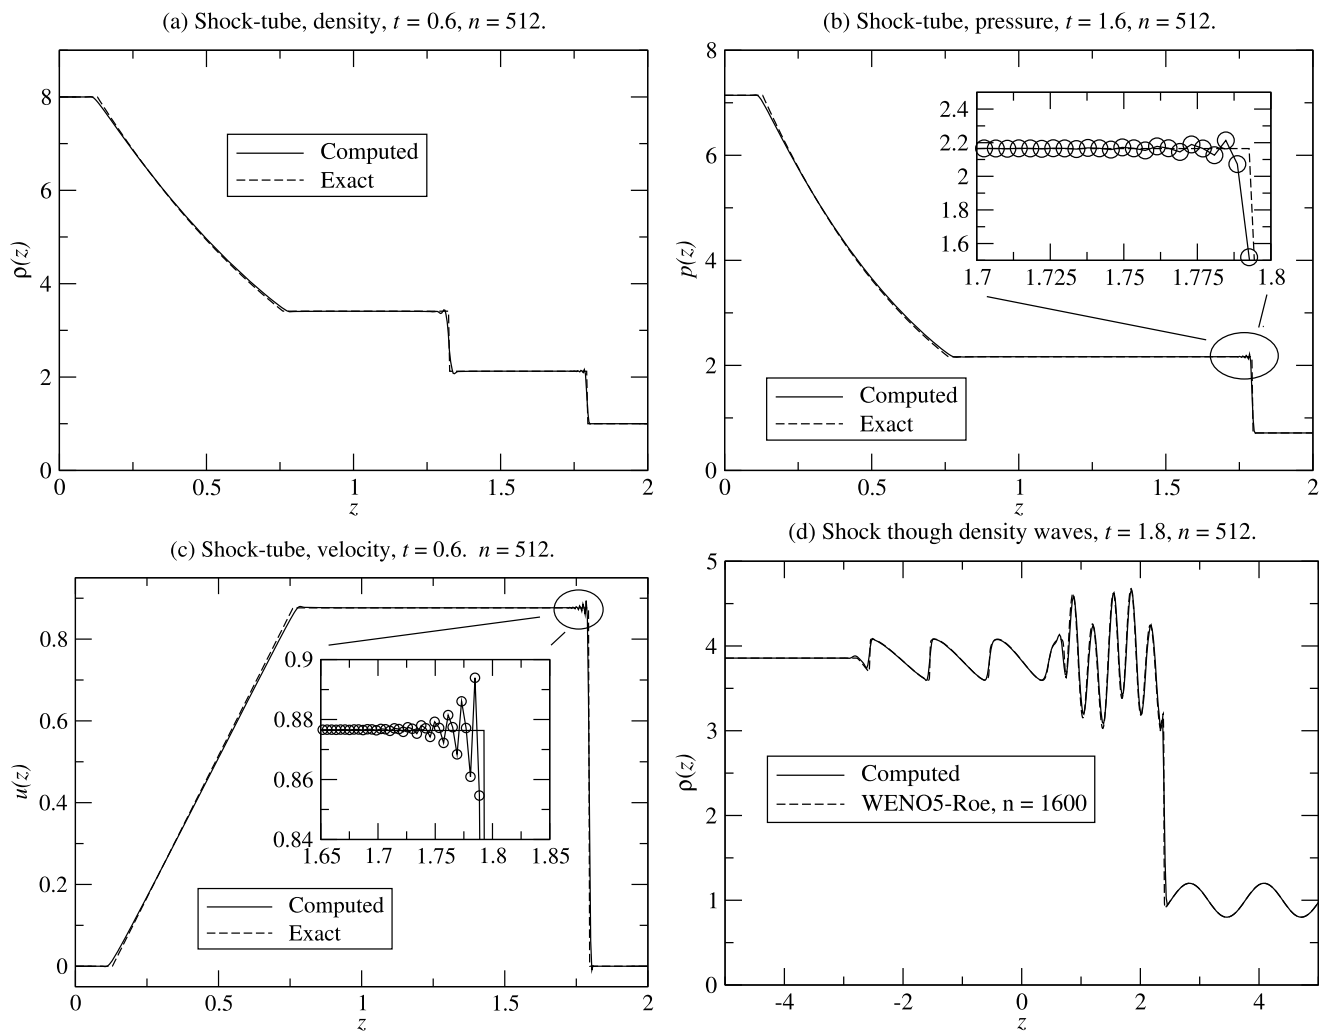 (a) Shock-tube, density, t = 0.6, n = 512.
8
6
4
2
0
ρ(z)
Computed
Exact
0 0.5 1 1.5 2
z
(b) Shock-tube, pressure, t = 1.6, n = 512.
8
6
4
2
0
p(z)
2.4
2.2
2
1.8
1.6
1.7 1.725 1.75 1.775 1.8
Computed
Exact
0 0.5 1 1.5 2
z
(c) Shock-tube, velocity, t = 0.6. n = 512.
0.8
0.6
0.4
0.2
0
u(z)
0.9
0.88
0.86
0.84
1.65 1.7 1.75 1.8 1.85
Computed
Exact
0 0.5 1 1.5 2
z
(d) Shock though density waves, t = 1.8, n = 512.
5
4
3
2
1
0
ρ(z)
Computed
WENO5-Roe, n = 1600
-4 -2 0 2 4
z